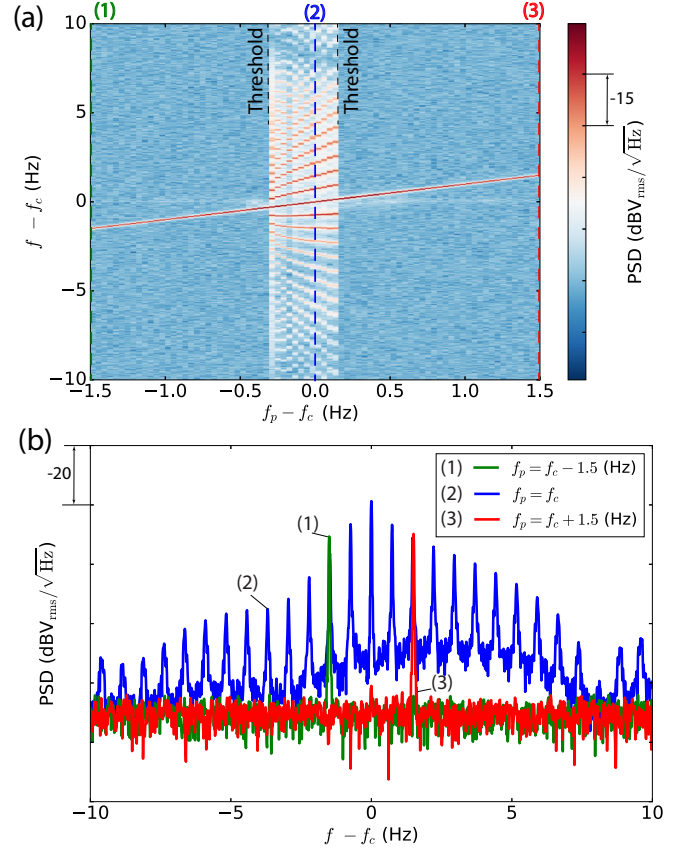 (a)
(1) (2) (3)
Threshold
Threshold
10
5
0
−5
−10
f − f_c (Hz)
−1.5 −1.0 −0.5 0.0 0.5 1.0 1.5
f_p − f_c (Hz)
-15
PSD (dBV_rms/√Hz)
(b)
-20
(1) f_p = f_c − 1.5 (Hz)
(2) f_p = f_c
(3) f_p = f_c + 1.5 (Hz)
(1)
(2)
(3)
PSD (dBV_rms/√Hz)
−10 −5 0 5 10
f − f_c (Hz)